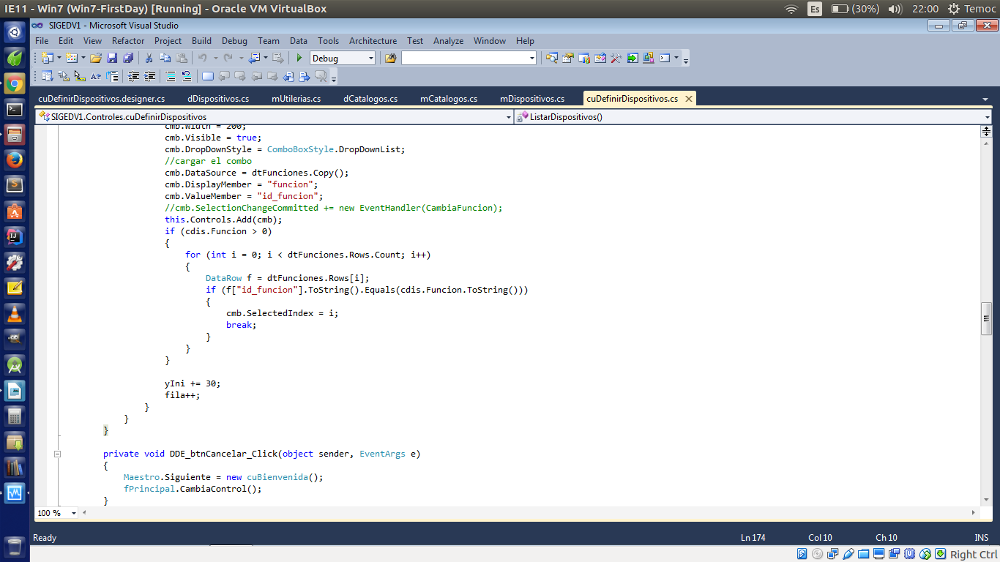 IE11 - Win7 (Win7-FirstDay) [Running] - Oracle VM VirtualBox
Es
(30%)
22:00
Temoc
SIGEDV1 - Microsoft Visual Studio
File Edit View Refactor Project Build Debug Team Data Tools Architecture Test Analyze Window Help
Debug
cuDefinirDispositivos.designer.cs dDispositivos.cs mUtilerias.cs dCatalogos.cs mCatalogos.cs mDispositivos.cs cuDefinirDispositivos.cs
SIGEDV1.Controles.cuDefinirDispositivos
ListarDispositivos()
cmb.Width = 200;
cmb.Visible = true;
cmb.DropDownStyle = ComboBoxStyle.DropDownList;
//cargar el combo
cmb.DataSource = dtFunciones.Copy();
cmb.DisplayMember = "funcion";
cmb.ValueMember = "id_funcion";
//cmb.SelectionChangeCommitted += new EventHandler(CambiaFuncion);
this.Controls.Add(cmb);
if (cdis.Funcion > 0)
{
for (int i = 0; i < dtFunciones.Rows.Count; i++)
{
DataRow f = dtFunciones.Rows[i];
if (f["id_funcion"].ToString().Equals(cdis.Funcion.ToString()))
{
cmb.SelectedIndex = i;
break;
}
}
}
yIni += 30;
fila++;
}
}
}
private void DDE_btnCancelar_Click(object sender, EventArgs e)
{
Maestro.Siguiente = new cuBienvenida();
fPrincipal.CambiaControl();
}
100 %
Ready
Ln 174
Col 10
Ch 10
INS
Right Ctrl